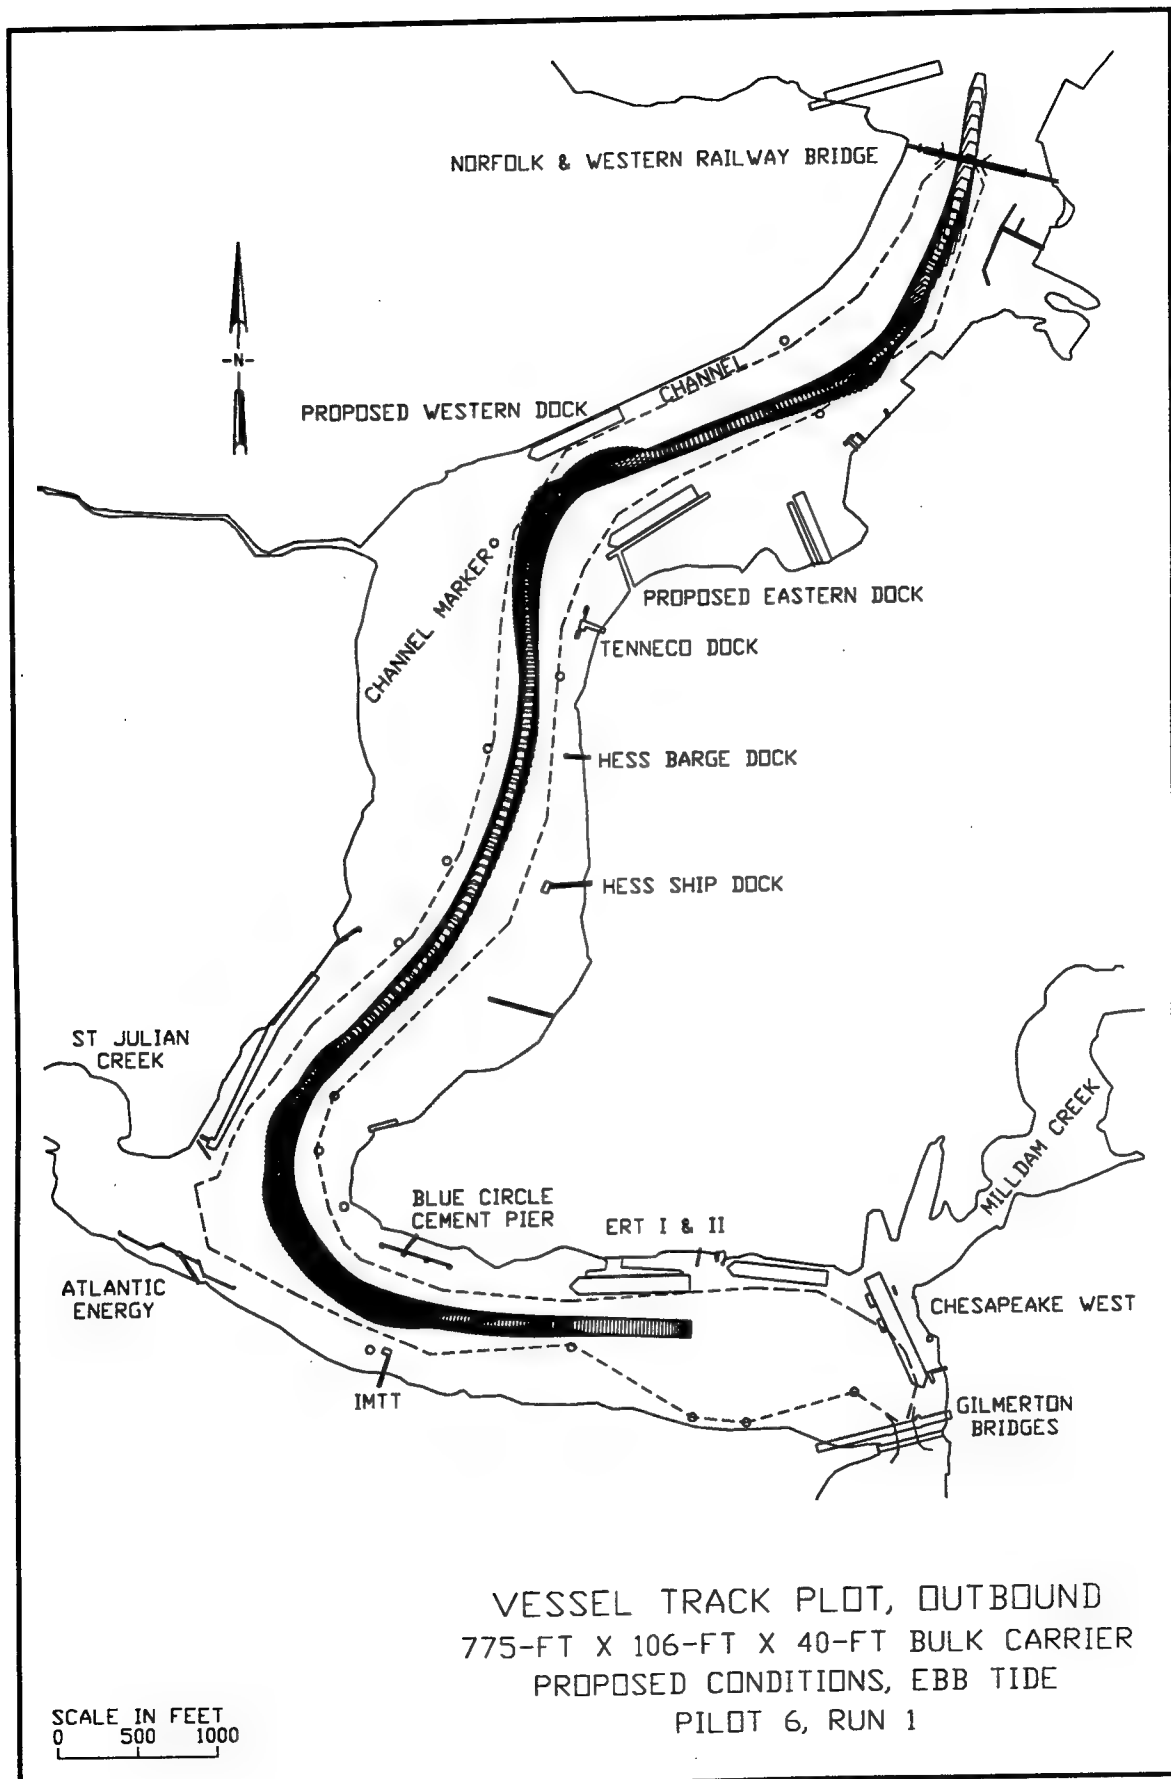 NORFOLK & WESTERN RAILWAY BRIDGE
-N-
CHANNEL
PROPOSED WESTERN DOCK
CHANNEL MARKER
PROPOSED EASTERN DOCK
TENNECO DOCK
HESS BARGE DOCK
HESS SHIP DOCK
ST JULIAN
CREEK
MILLDAM CREEK
BLUE CIRCLE
CEMENT PIER
ERT I & II
ATLANTIC
ENERGY
CHESAPEAKE WEST
IMTT
GILMERTON
BRIDGES
VESSEL TRACK PLOT, OUTBOUND
775-FT X 106-FT X 40-FT BULK CARRIER
PROPOSED CONDITIONS, EBB TIDE
PILOT 6, RUN 1
SCALE IN FEET
0 500 1000